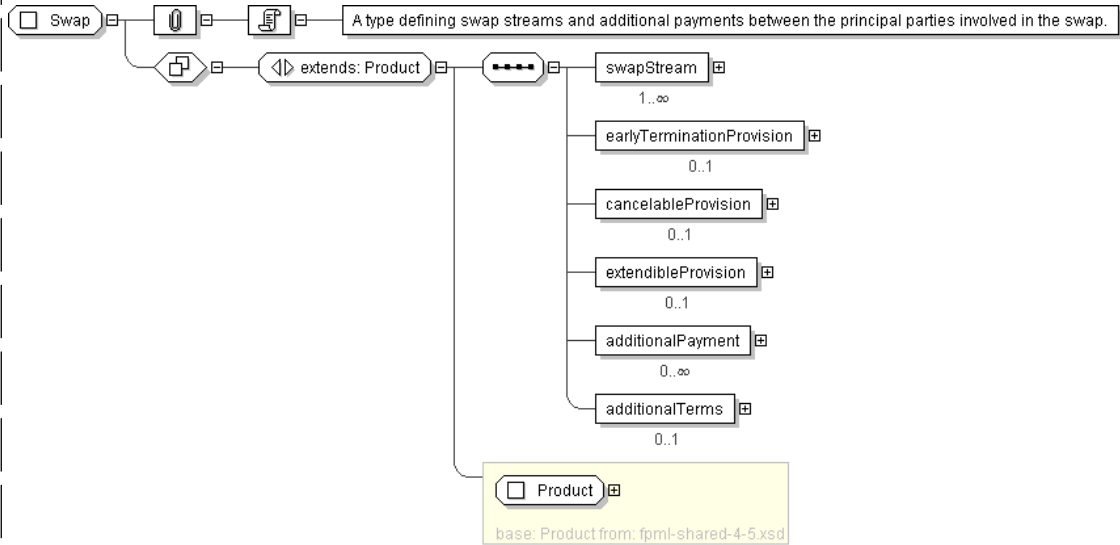 Swap
A type defining swap streams and additional payments between the principal parties involved in the swap.
extends: Product
swapStream
1..∞
earlyTerminationProvision
0..1
cancelableProvision
0..1
extendibleProvision
0..1
additionalPayment
0..∞
additionalTerms
0..1
Product
base: Product from: fpml-shared-4-5.xsd